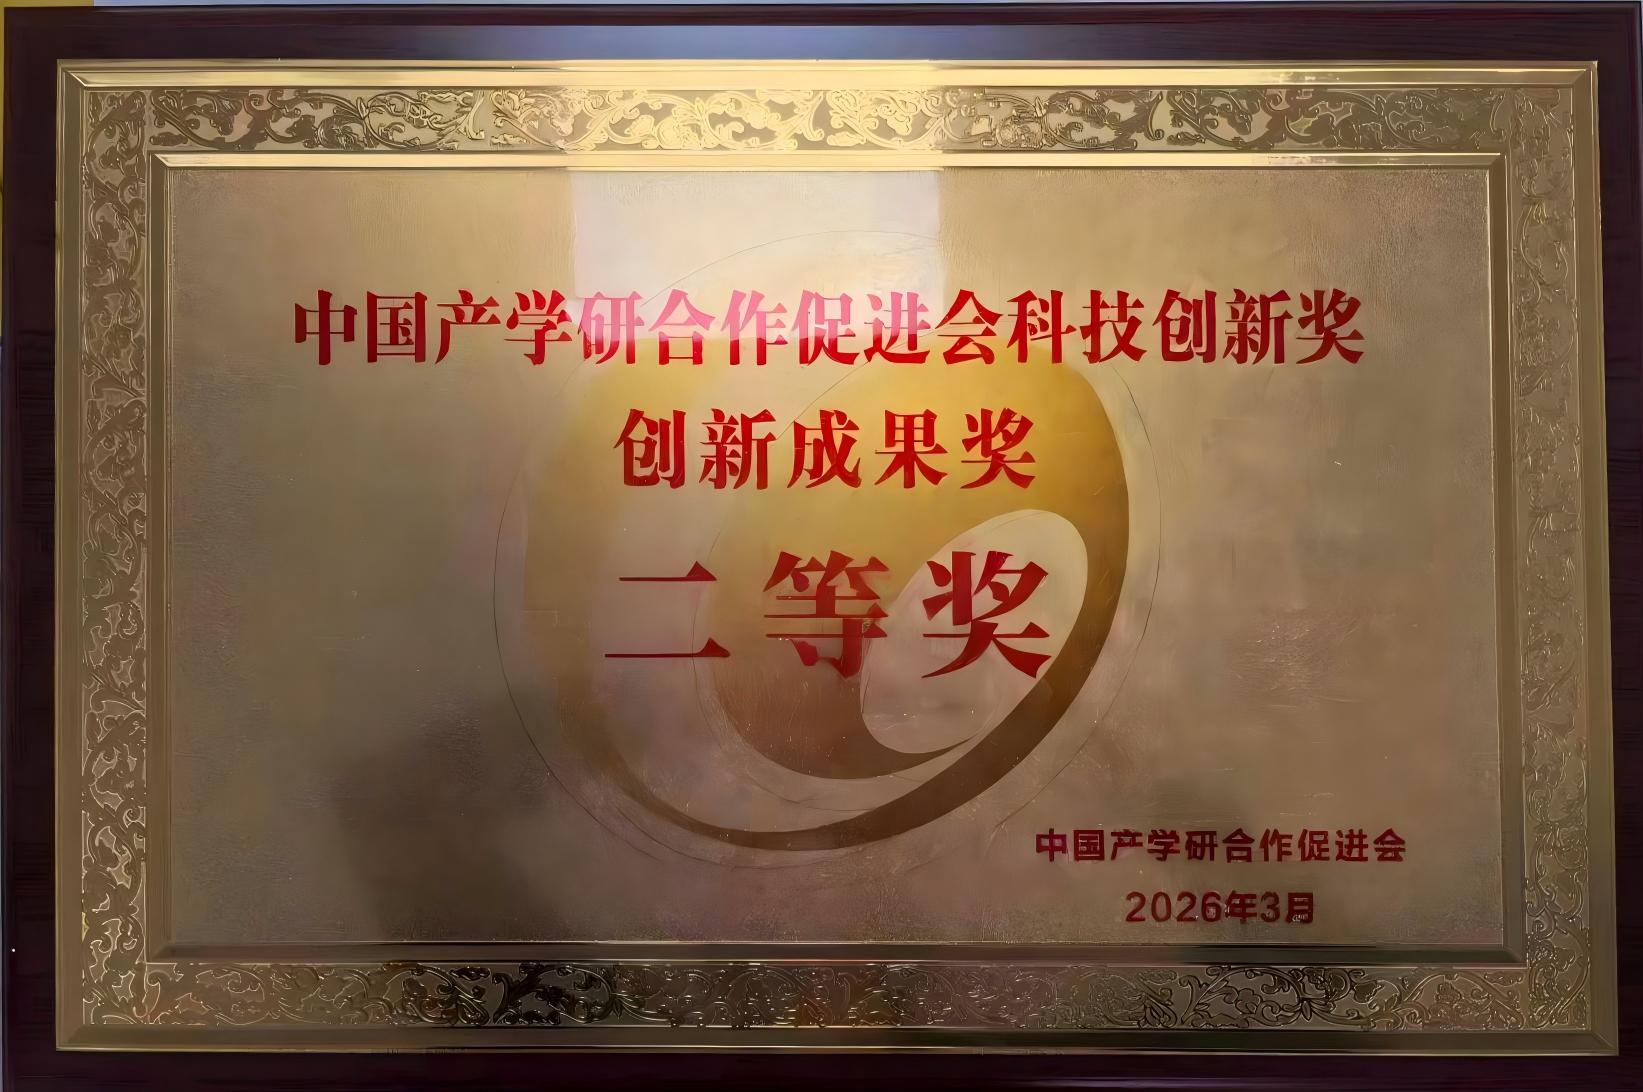 中国产学研合作促进会科技创新奖
创新成果奖
二等奖
中国产学研合作促进会
2026年3月